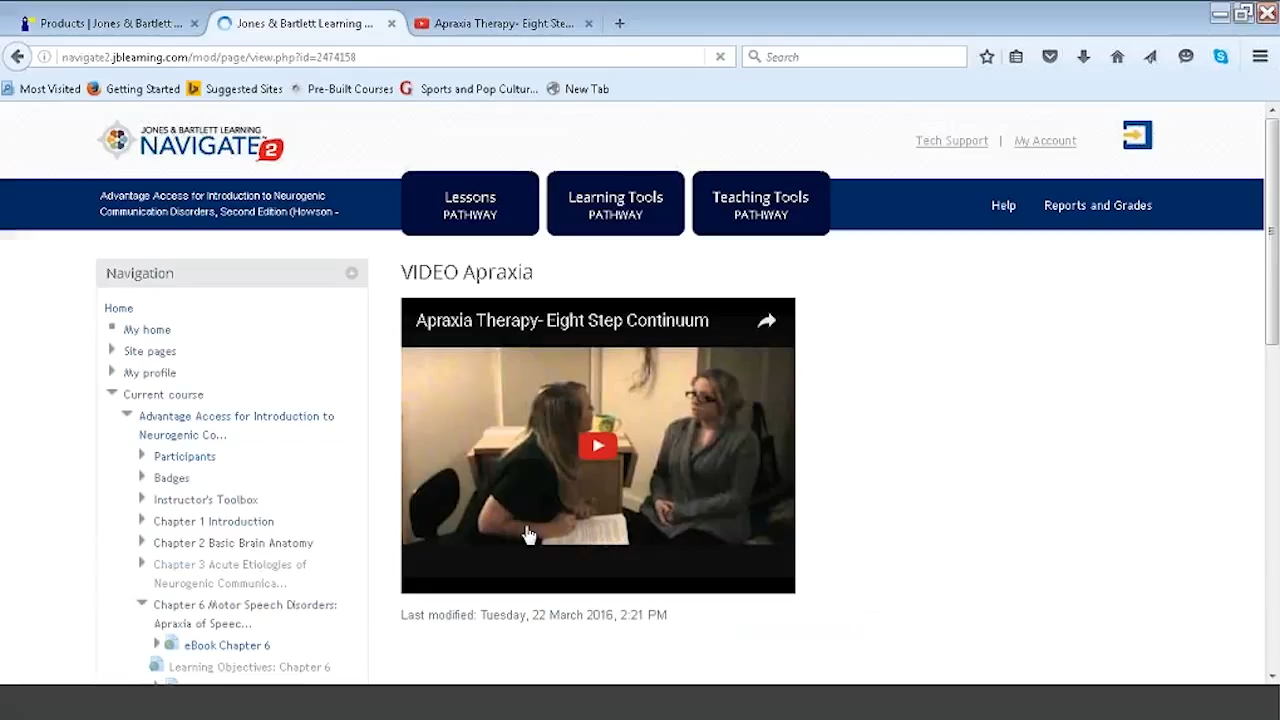 Products | Jones & Bartlett ...
Jones & Bartlett Learning ...
Apraxia Therapy- Eight Ste...
navigate2.jblearning.com/mod/page/view.php?id=2474158
Search
Most Visited
Getting Started
Suggested Sites
Pre-Built Courses
Sports and Pop Cultur...
New Tab
JONES & BARTLETT LEARNING
NAVIGATE 2
Tech Support | My Account
Advantage Access for Introduction to Neurogenic
Communication Disorders, Second Edition (Howson -
Lessons
PATHWAY
Learning Tools
PATHWAY
Teaching Tools
PATHWAY
Help
Reports and Grades
Navigation
Home
My home
Site pages
My profile
Current course
Advantage Access for Introduction to
Neurogenic Co...
Participants
Badges
Instructor's Toolbox
Chapter 1 Introduction
Chapter 2 Basic Brain Anatomy
Chapter 3 Acute Etiologies of
Neurogenic Communica...
Chapter 6 Motor Speech Disorders:
Apraxia of Speec...
eBook Chapter 6
Learning Objectives: Chapter 6
VIDEO Apraxia
Apraxia Therapy- Eight Step Continuum
Last modified: Tuesday, 22 March 2016, 2:21 PM